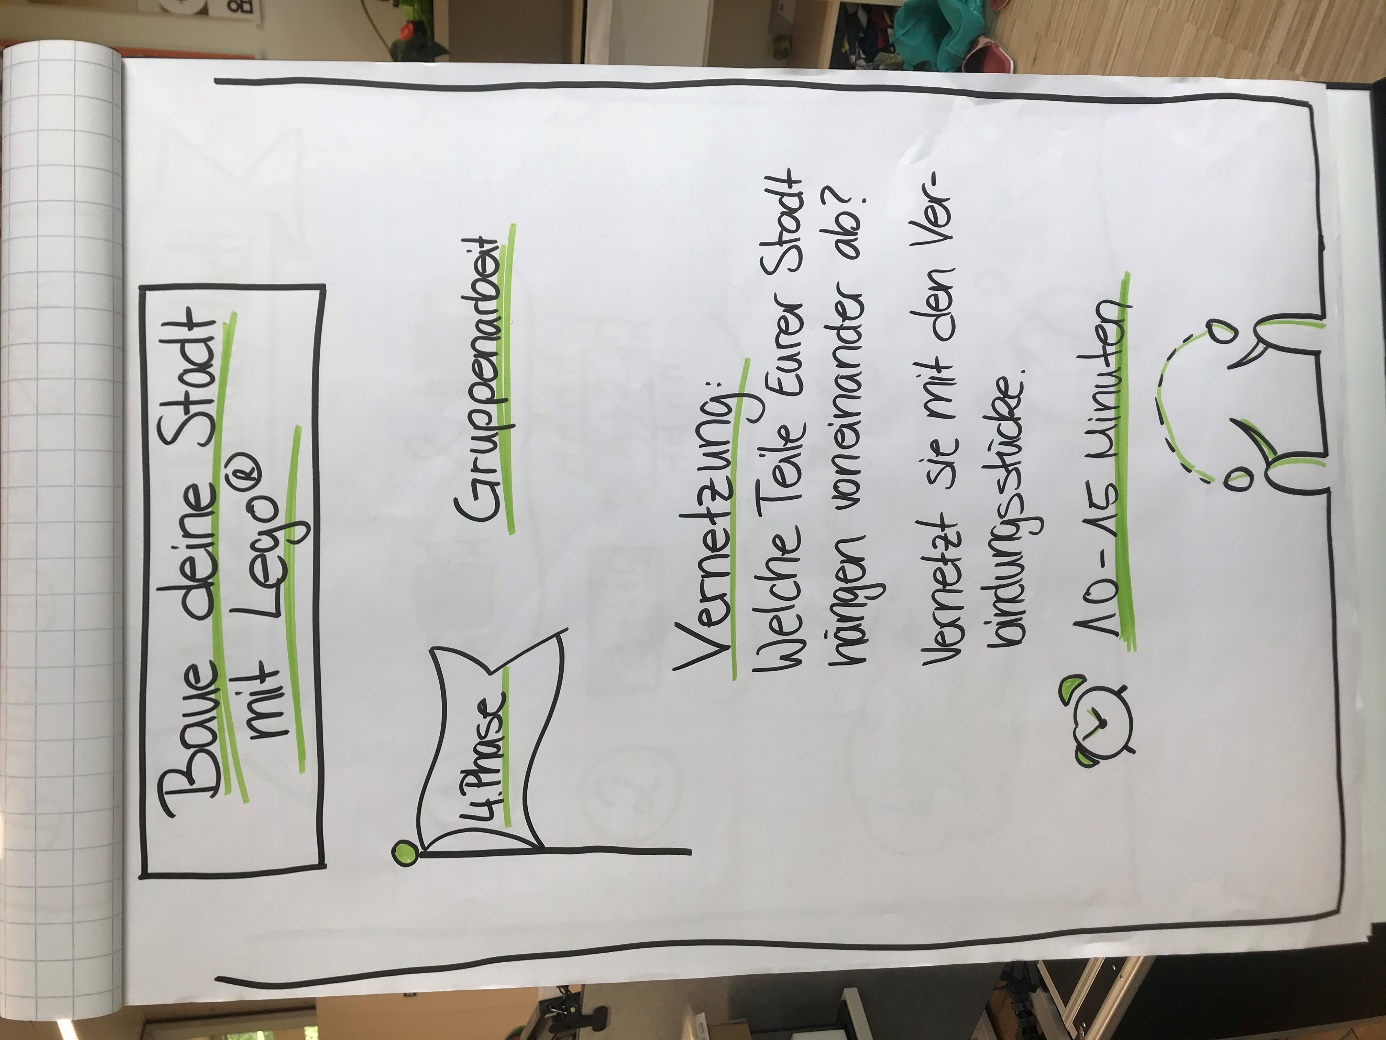 Baue deine Stadt
mit Lego®
4. Phase
Gruppenarbeit
Vernetzung:
Welche Teile Eurer Stadt
hängen voneinander ab?
Vernetzt sie mit den Ver-
bindungsstücke.
10-15 Minuten